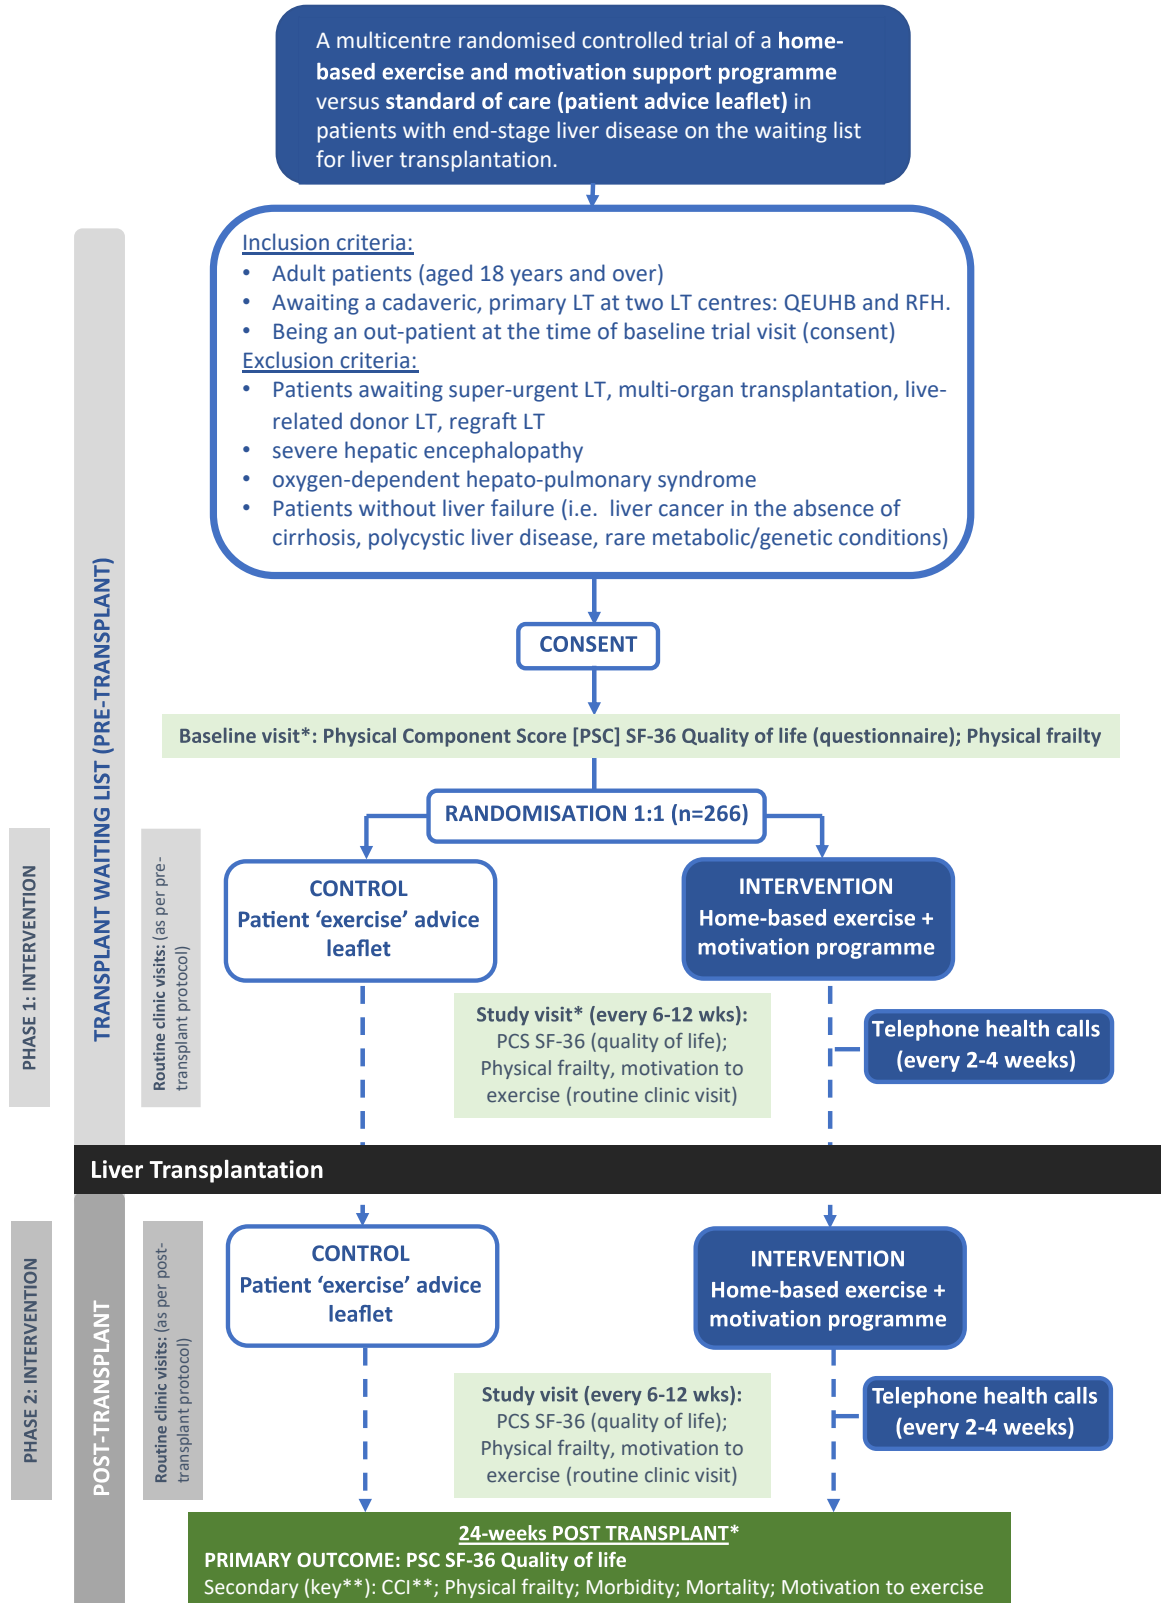 A multicentre randomised controlled trial of a home-
based exercise and motivation support programme
versus standard of care (patient advice leaflet) in
patients with end-stage liver disease on the waiting list
for liver transplantation.
Inclusion criteria:
• Adult patients (aged 18 years and over)
• Awaiting a cadaveric, primary LT at two LT centres: QEUHB and RFH.
• Being an out-patient at the time of baseline trial visit (consent)
Exclusion criteria:
• Patients awaiting super-urgent LT, multi-organ transplantation, live-
related donor LT, regraft LT
• severe hepatic encephalopathy
• oxygen-dependent hepato-pulmonary syndrome
• Patients without liver failure (i.e. liver cancer in the absence of
cirrhosis, polycystic liver disease, rare metabolic/genetic conditions)
TRANSPLANT WAITING LIST (PRE-TRANSPLANT)
CONSENT
Baseline visit*: Physical Component Score [PSC] SF-36 Quality of life (questionnaire); Physical frailty
RANDOMISATION 1:1 (n=266)
PHASE 1: INTERVENTION
Routine clinic visits: (as per pre-
transplant protocol)
CONTROL
Patient ‘exercise’ advice
leaflet
INTERVENTION
Home-based exercise +
motivation programme
Study visit* (every 6-12 wks):
PCS SF-36 (quality of life);
Physical frailty, motivation to
exercise (routine clinic visit)
Telephone health calls
(every 2-4 weeks)
Liver Transplantation
PHASE 2: INTERVENTION
POST-TRANSPLANT
Routine clinic visits: (as per post-
transplant protocol)
CONTROL
Patient ‘exercise’ advice
leaflet
INTERVENTION
Home-based exercise +
motivation programme
Study visit (every 6-12 wks):
PCS SF-36 (quality of life);
Physical frailty, motivation to
exercise (routine clinic visit)
Telephone health calls
(every 2-4 weeks)
24-weeks POST TRANSPLANT*
PRIMARY OUTCOME: PSC SF-36 Quality of life
Secondary (key**): CCI**; Physical frailty; Morbidity; Mortality; Motivation to exercise